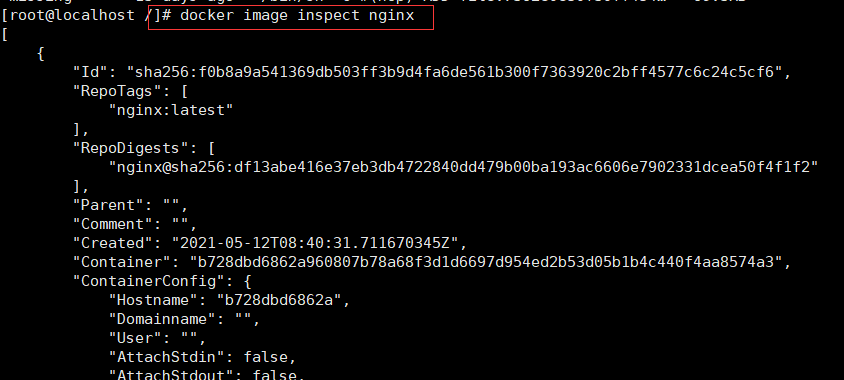 [root@localhost /]# docker image inspect nginx
[
    {
        "Id": "sha256:f0b8a9a541369db503ff3b9d4fa6de561b300f7363920c2bff4577c6c24c5cf6",
        "RepoTags": [
            "nginx:latest"
        ],
        "RepoDigests": [
            "nginx@sha256:df13abe416e37eb3db4722840dd479b00ba193ac6606e7902331dcea50f4f1f2"
        ],
        "Parent": "",
        "Comment": "",
        "Created": "2021-05-12T08:40:31.711670345Z",
        "Container": "b728dbd6862a960807b78a68f3d1d6697d954ed2b53d05b1b4c440f4aa8574a3",
        "ContainerConfig": {
            "Hostname": "b728dbd6862a",
            "Domainname": "",
            "User": "",
            "AttachStdin": false,
            "AttachStdout": false,